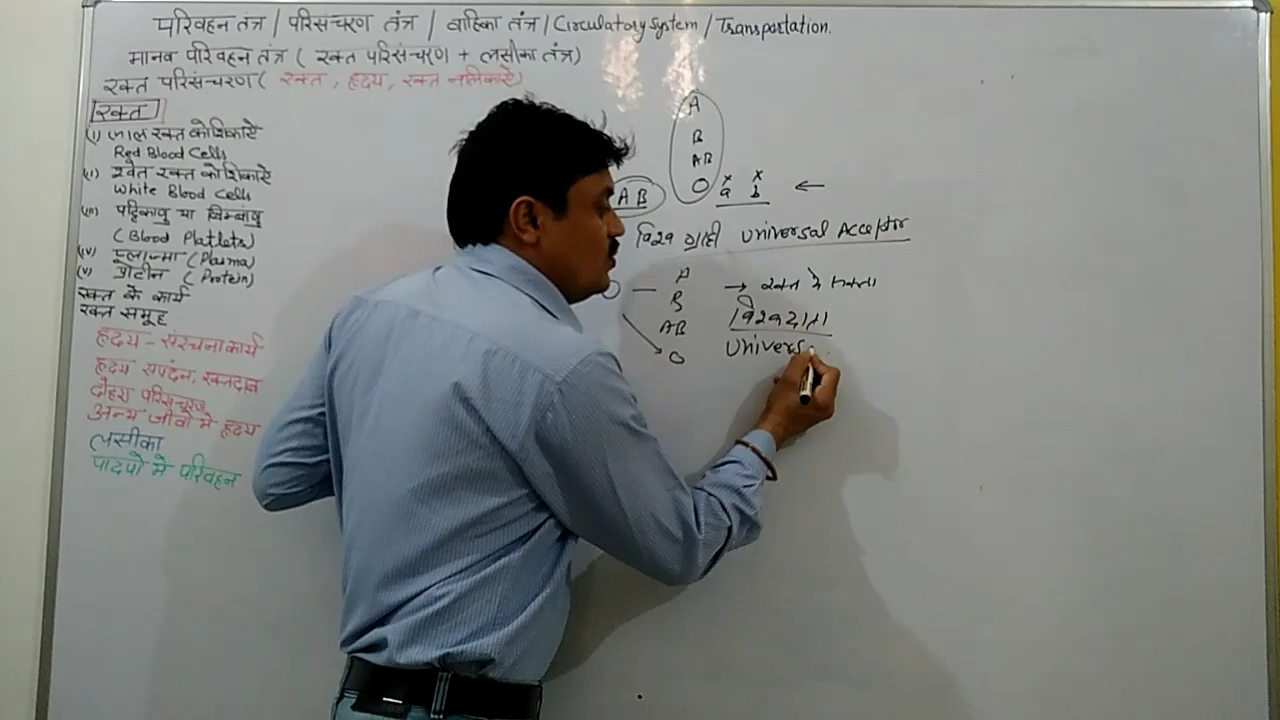 परिवहन तंत्र / परिसंचरण तंत्र / वाहिका तंत्र / Circulatory System / Transportation.
मानव परिवहन तंत्र ( रक्त परिसंचरण + लसीका तंत्र)
रक्त परिसंचरण ( रक्त, हृदय, रक्त नलिकाऐं)
रक्त
(i) लाल रक्त कोशिकाऐं
Red Blood Cells
(ii) श्वेत रक्त कोशिकाऐं
White Blood Cells
(iii) पट्टिकाणु या बिम्बाणु
(Blood Platlets)
(iv) प्लाज्मा (Plasma)
(v) प्रोटीन (Protein)
रक्त के कार्य
रक्त समूह
हृदय - संरचना कार्य
हृदय स्पंदन, रक्तदाब
दोहरा परिसंचरण
अन्य जीवों में हृदय
लसीका
पादपों में परिवहन
A
B
AB
O
x x
a b ←
AB
विश्व ग्राही Universal Acceptor
O — A
B
AB
O
→ रक्त दे सकता
विश्वदाता
Univers